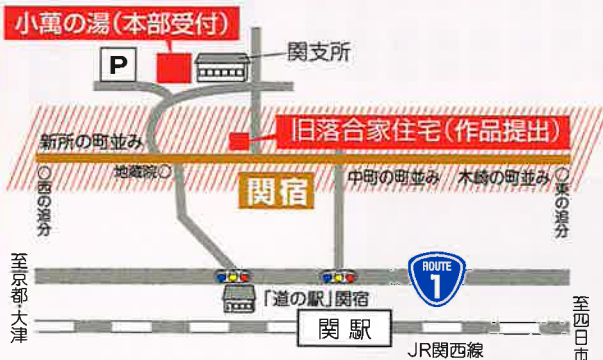 小萬の湯(本部受付)
P
関支所
旧落合家住宅(作品提出)
新所の町並み
地蔵院
関宿
中町の町並み
木崎の町並み
西の追分
東の追分
至京都・大津
ROUTE
1
「道の駅」関宿
関駅
至四日市
JR関西線